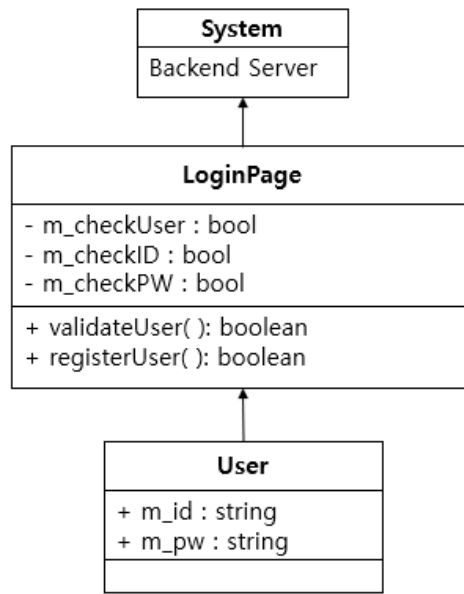 System
Backend Server
LoginPage
- m_checkUser : bool
- m_checkID : bool
- m_checkPW : bool
+ validateUser( ): boolean
+ registerUser( ): boolean
User
+ m_id : string
+ m_pw : string